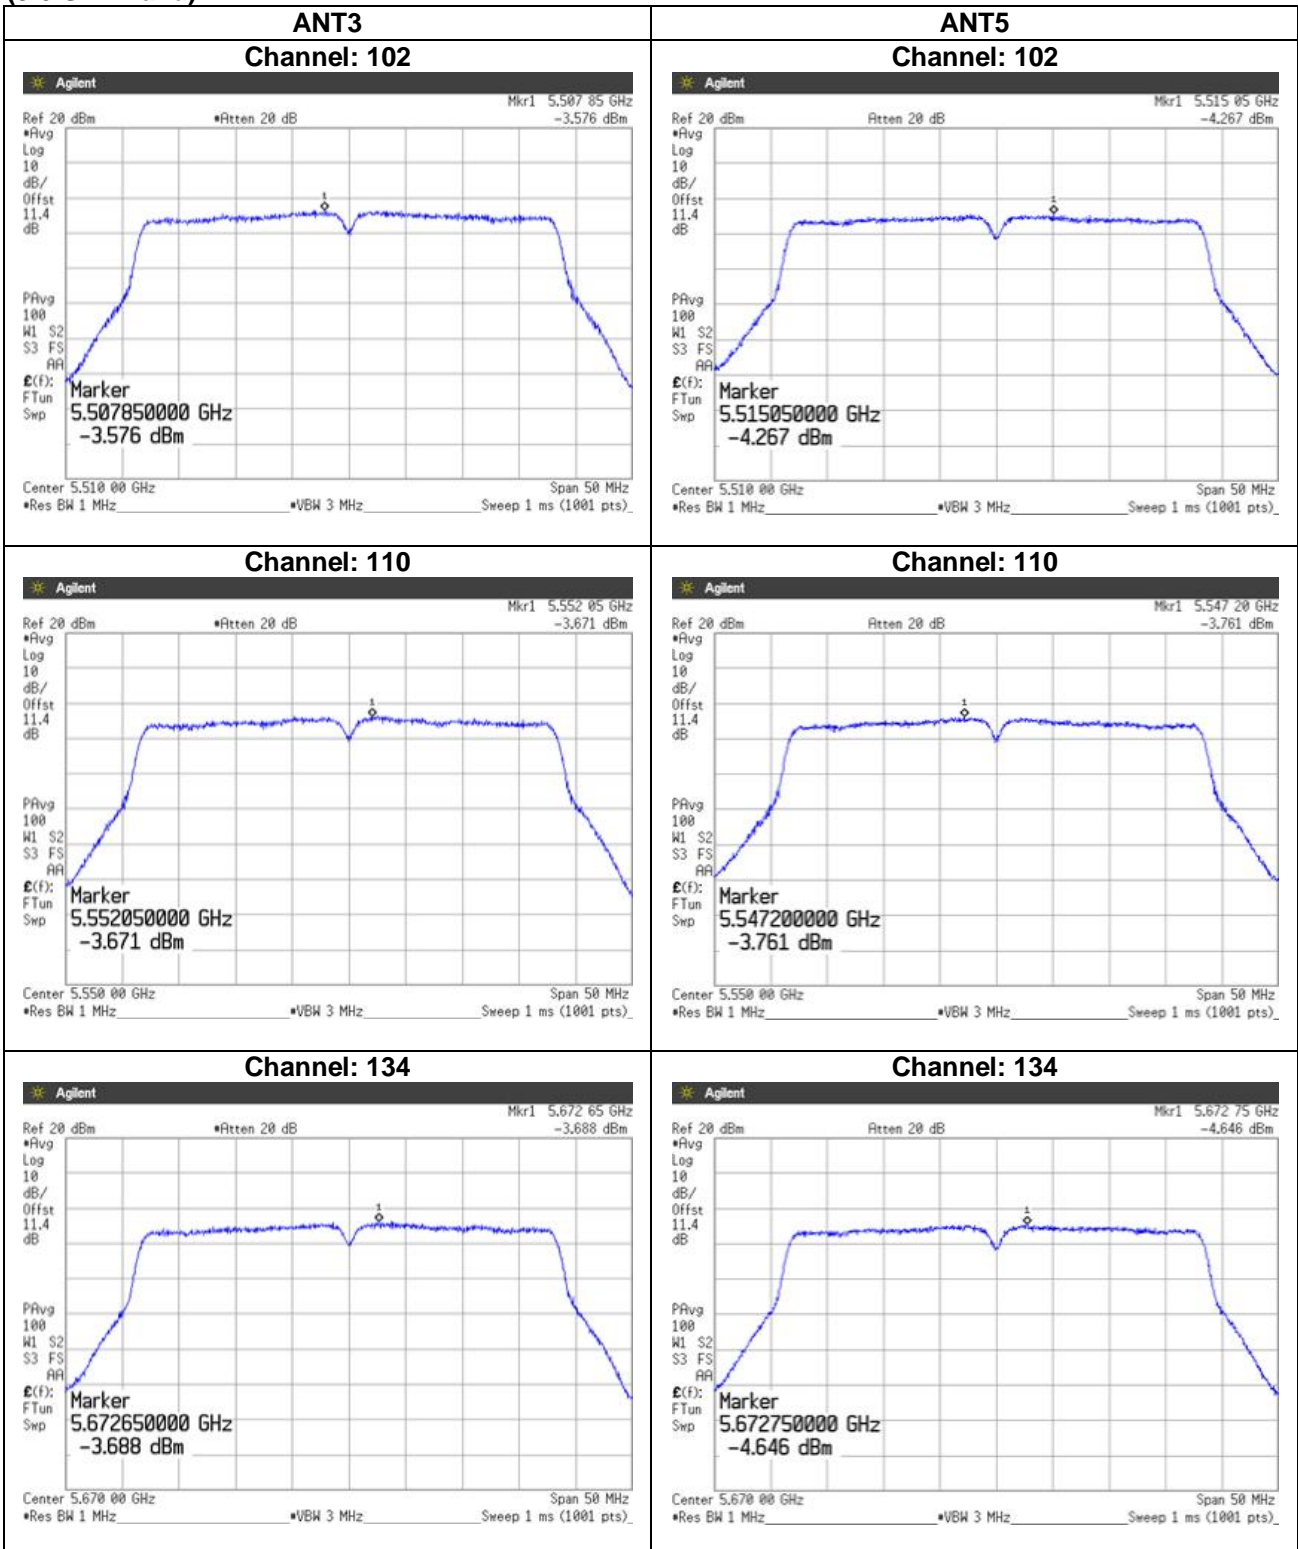 ANT3
ANT5
Channel: 102
Channel: 102
Agilent
Mkr1 5.507 85 GHz
Ref 20 dBm
*Atten 20 dB
-3.576 dBm
*Avg
Log
10
dB/
Offst
11.4
dB
PAvg
100
W1 S2
S3 FS
AA
£(f):
FTun
Swp
Marker
5.507850000 GHz
-3.576 dBm
Center 5.510 00 GHz
Span 50 MHz
*Res BW 1 MHz
*VBW 3 MHz
Sweep 1 ms (1001 pts)
Agilent
Mkr1 5.515 05 GHz
Ref 20 dBm
Atten 20 dB
-4.267 dBm
*Avg
Log
10
dB/
Offst
11.4
dB
PAvg
100
W1 S2
S3 FS
AA
£(f):
FTun
Swp
Marker
5.515050000 GHz
-4.267 dBm
Center 5.510 00 GHz
Span 50 MHz
*Res BW 1 MHz
*VBW 3 MHz
Sweep 1 ms (1001 pts)
Channel: 110
Channel: 110
Agilent
Mkr1 5.552 05 GHz
Ref 20 dBm
*Atten 20 dB
-3.671 dBm
*Avg
Log
10
dB/
Offst
11.4
dB
PAvg
100
W1 S2
S3 FS
AA
£(f):
FTun
Swp
Marker
5.552050000 GHz
-3.671 dBm
Center 5.550 00 GHz
Span 50 MHz
*Res BW 1 MHz
*VBW 3 MHz
Sweep 1 ms (1001 pts)
Agilent
Mkr1 5.547 20 GHz
Ref 20 dBm
Atten 20 dB
-3.761 dBm
*Avg
Log
10
dB/
Offst
11.4
dB
PAvg
100
W1 S2
S3 FS
AA
£(f):
FTun
Swp
Marker
5.547200000 GHz
-3.761 dBm
Center 5.550 00 GHz
Span 50 MHz
*Res BW 1 MHz
*VBW 3 MHz
Sweep 1 ms (1001 pts)
Channel: 134
Channel: 134
Agilent
Mkr1 5.672 65 GHz
Ref 20 dBm
*Atten 20 dB
-3.688 dBm
*Avg
Log
10
dB/
Offst
11.4
dB
PAvg
100
W1 S2
S3 FS
AA
£(f):
FTun
Swp
Marker
5.672650000 GHz
-3.688 dBm
Center 5.670 00 GHz
Span 50 MHz
*Res BW 1 MHz
*VBW 3 MHz
Sweep 1 ms (1001 pts)
Agilent
Mkr1 5.672 75 GHz
Ref 20 dBm
Atten 20 dB
-4.646 dBm
*Avg
Log
10
dB/
Offst
11.4
dB
PAvg
100
W1 S2
S3 FS
AA
£(f):
FTun
Swp
Marker
5.672750000 GHz
-4.646 dBm
Center 5.670 00 GHz
Span 50 MHz
*Res BW 1 MHz
*VBW 3 MHz
Sweep 1 ms (1001 pts)